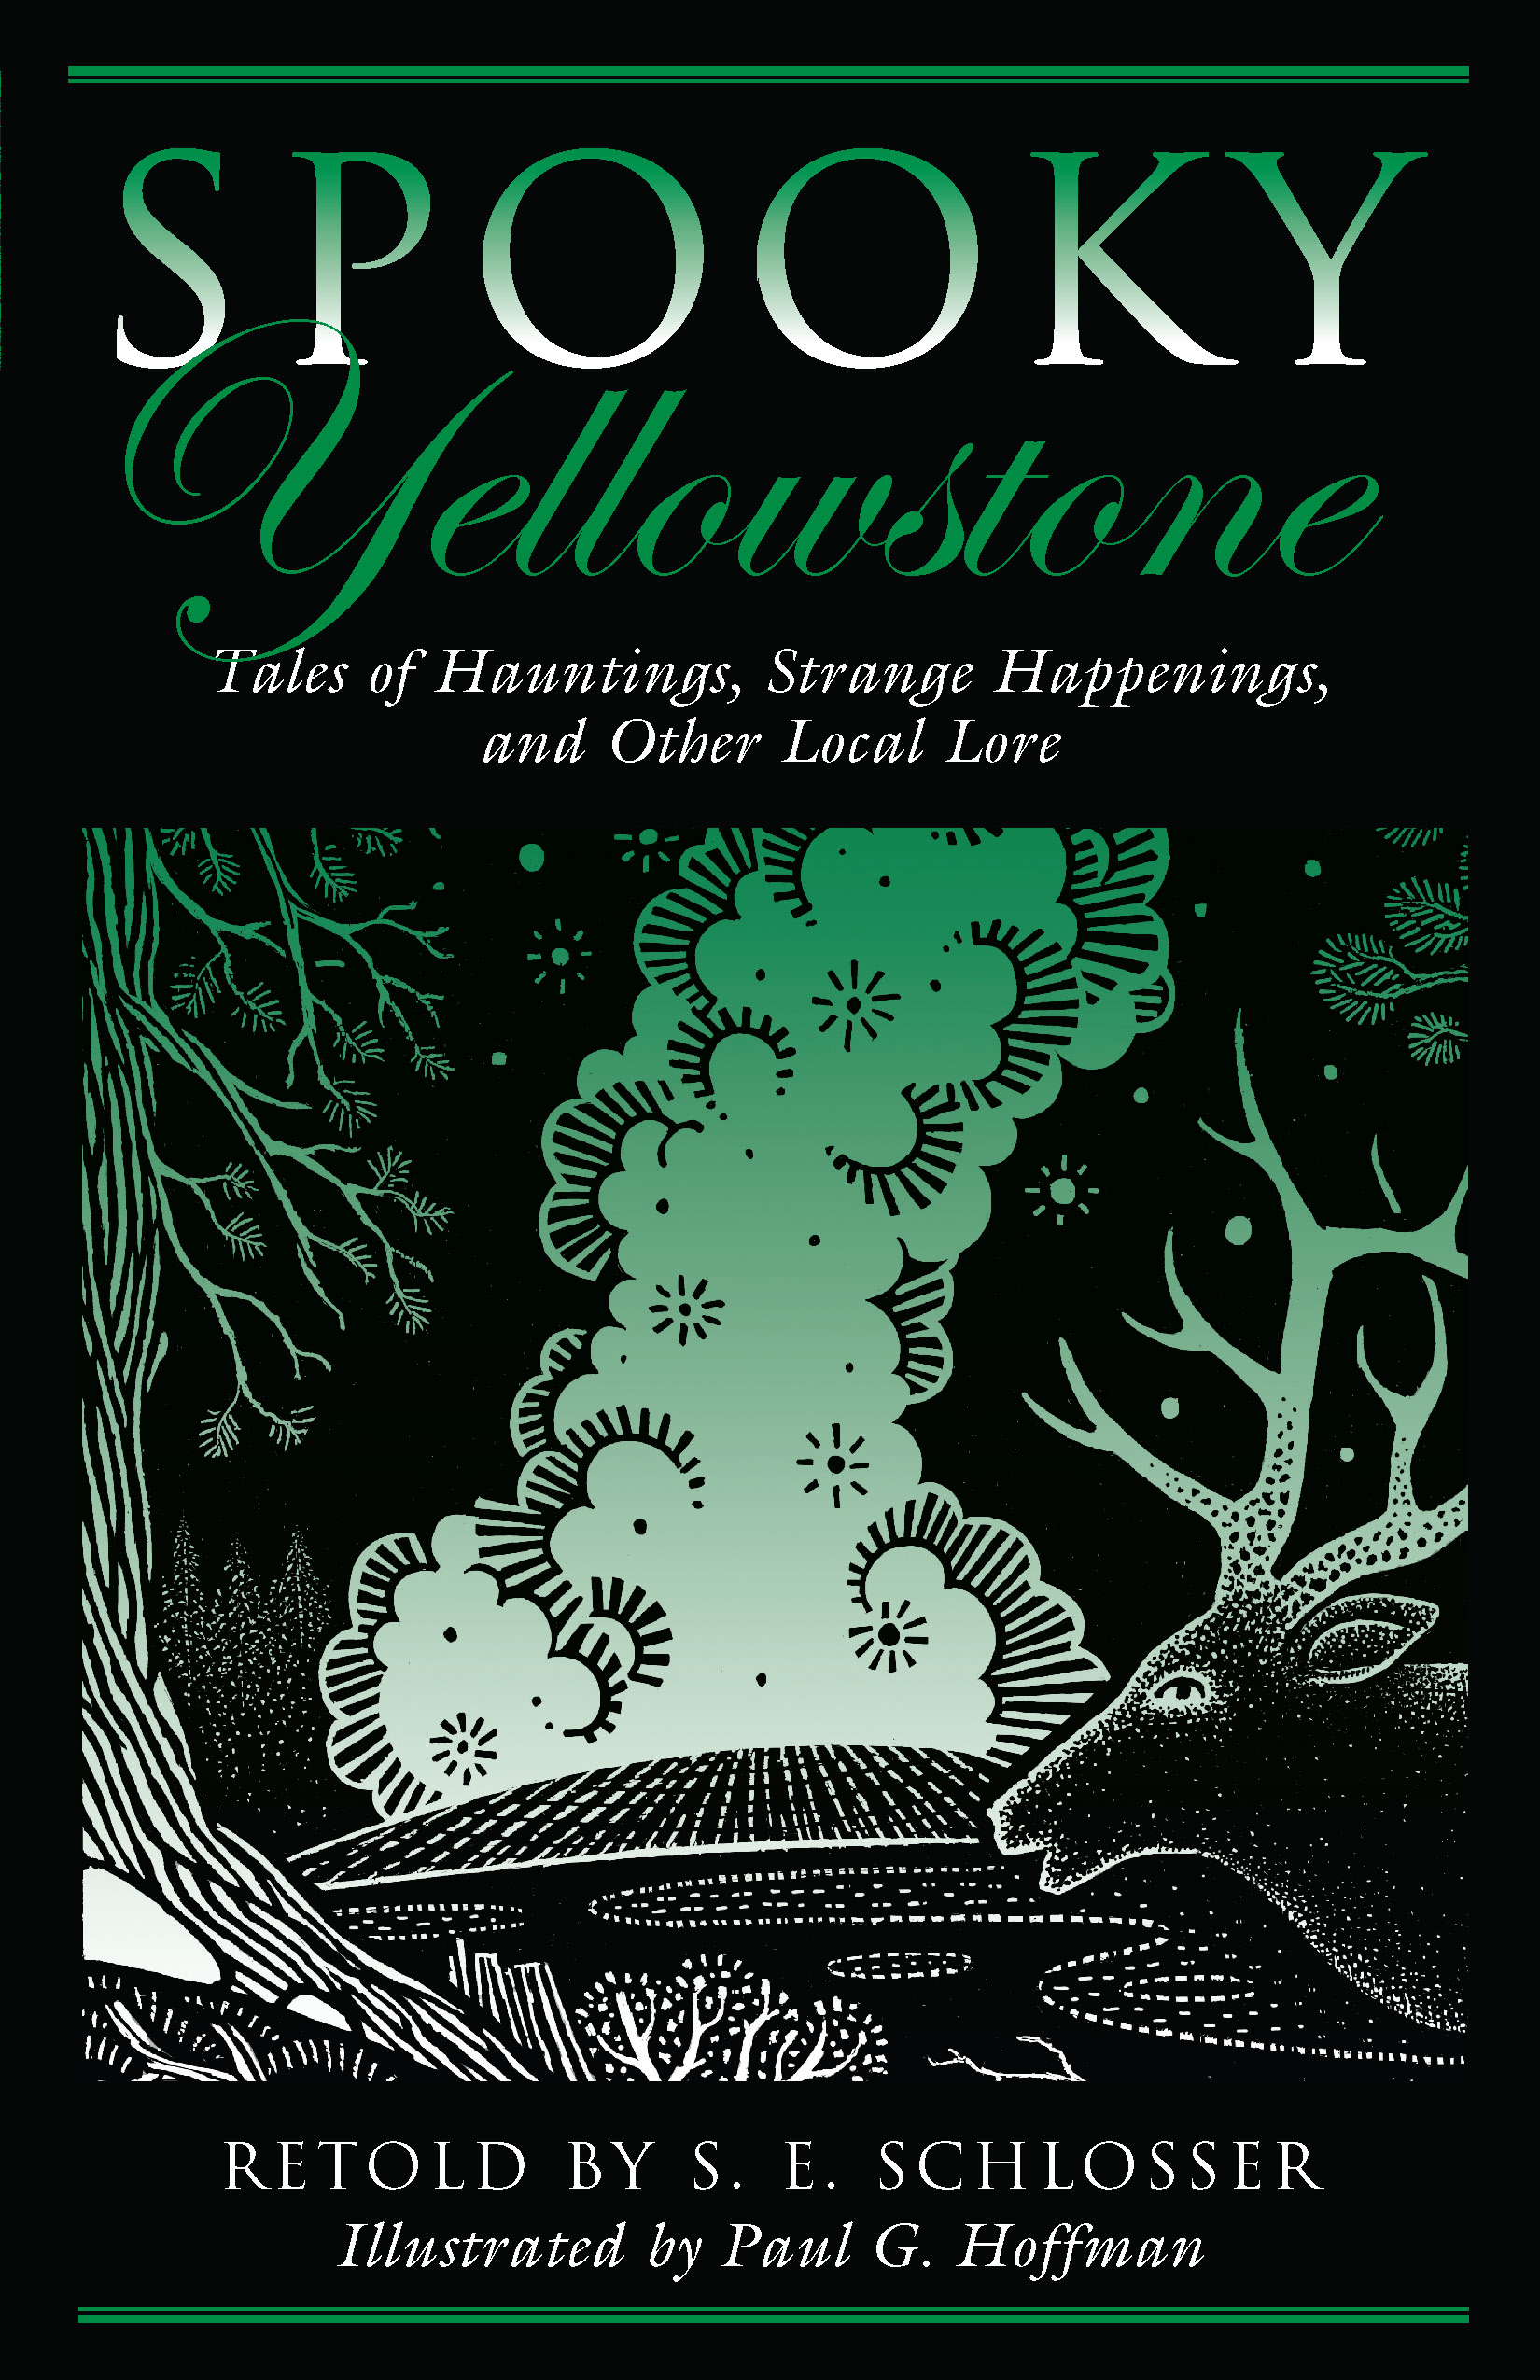 SPOOKY
Yellowstone
Tales of Hauntings, Strange Happenings,
and Other Local Lore
RETOLD BY S. E. SCHLOSSER
Illustrated by Paul G. Hoffman